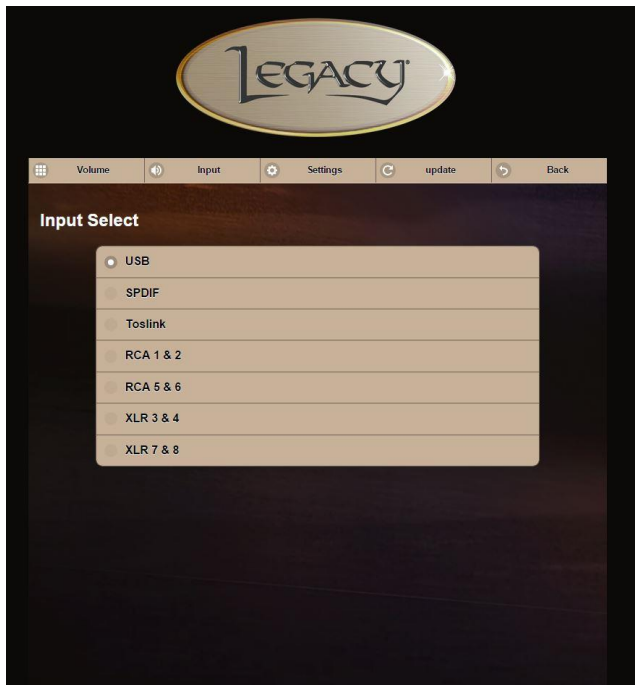 LEGACY
Volume Input Settings update Back
Input Select
USB
SPDIF
Toslink
RCA 1 & 2
RCA 5 & 6
XLR 3 & 4
XLR 7 & 8